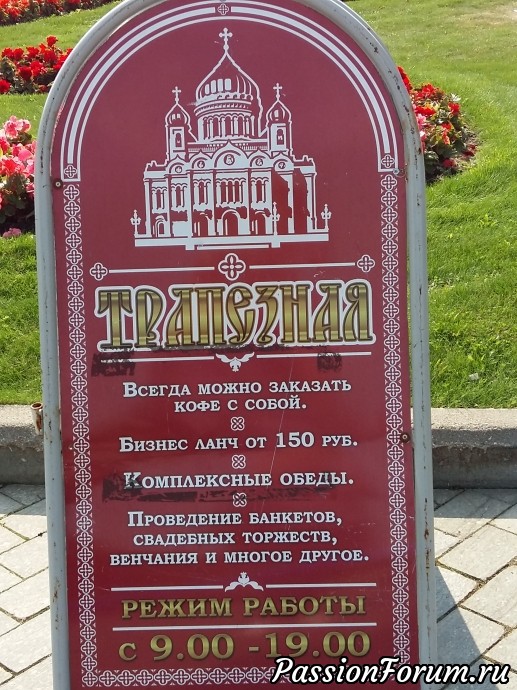 ТРАПЕЗНАЯ
Всегда можно заказать
кофе с собой.
Бизнес ланч от 150 руб.
Комплексные обеды.
Проведение банкетов,
свадебных торжеств,
венчания и многое другое.
РЕЖИМ РАБОТЫ
с 9.00 -19.00
PassionForum.ru